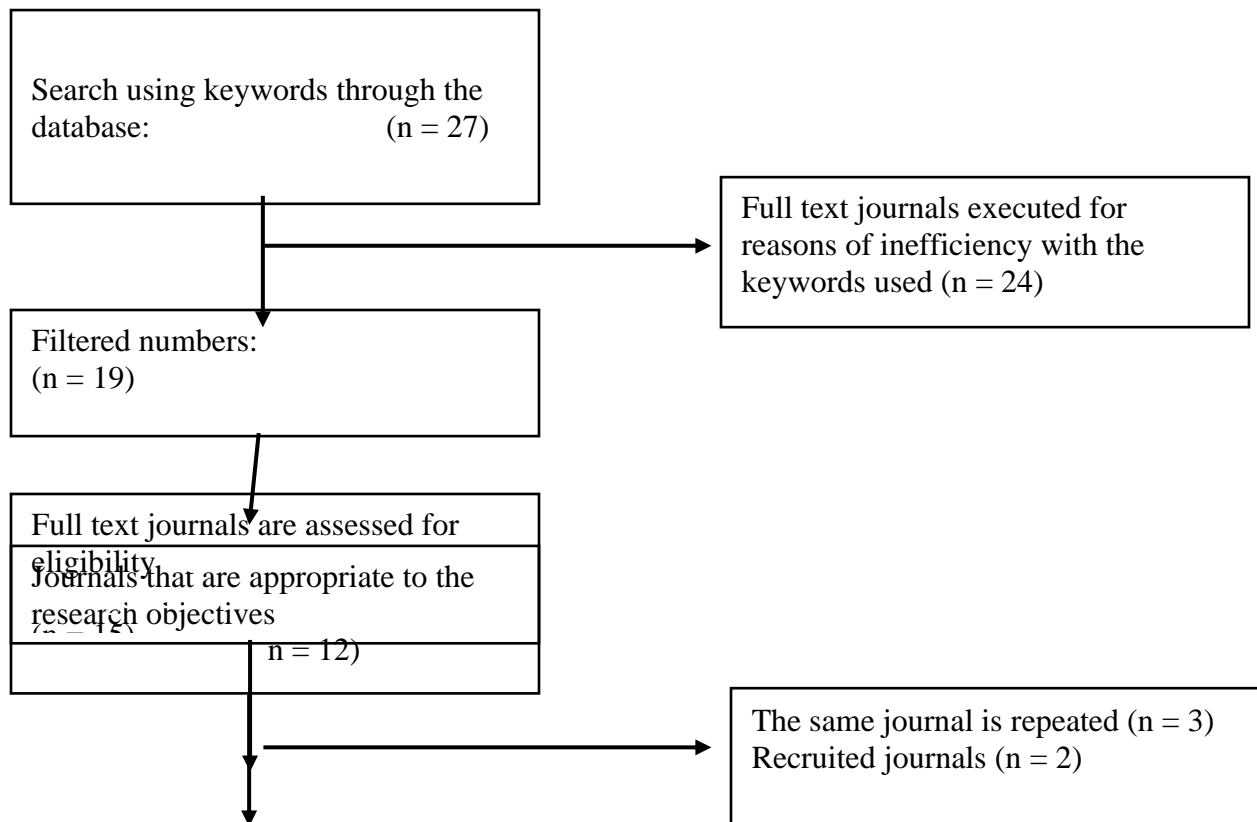 Search using keywords through the
database: (n = 27)
Full text journals executed for
reasons of inefficiency with the
keywords used (n = 24)
Filtered numbers:
(n = 19)
Full text journals are assessed for
eligibility
Journals that are appropriate to the
research objectives
(n = 15)
n = 12)
The same journal is repeated (n = 3)
Recruited journals (n = 2)